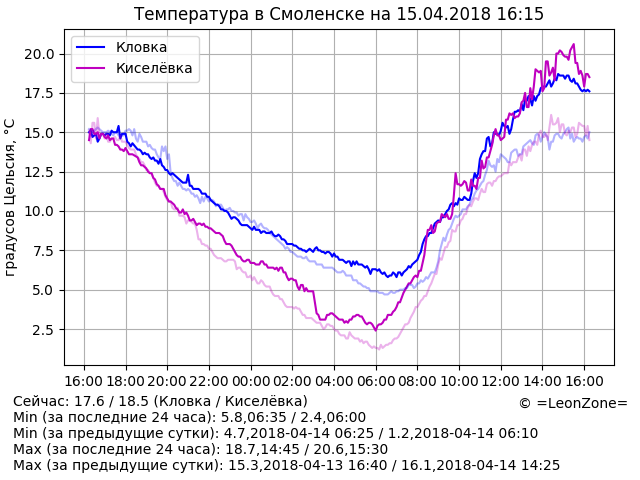 Температура в Смоленске на 15.04.2018 16:15
Кловка
Киселёвка
градусов Цельсия, °C
20.0
17.5
15.0
12.5
10.0
7.5
5.0
2.5
16:00 18:00 20:00 22:00 00:00 02:00 04:00 06:00 08:00 10:00 12:00 14:00 16:00
Сейчас: 17.6 / 18.5 (Кловка / Киселёвка)
© =LeonZone=
Min (за последние 24 часа): 5.8,06:35 / 2.4,06:00
Min (за предыдущие сутки): 4.7,2018-04-14 06:25 / 1.2,2018-04-14 06:10
Max (за последние 24 часа): 18.7,14:45 / 20.6,15:30
Max (за предыдущие сутки): 15.3,2018-04-13 16:40 / 16.1,2018-04-14 14:25